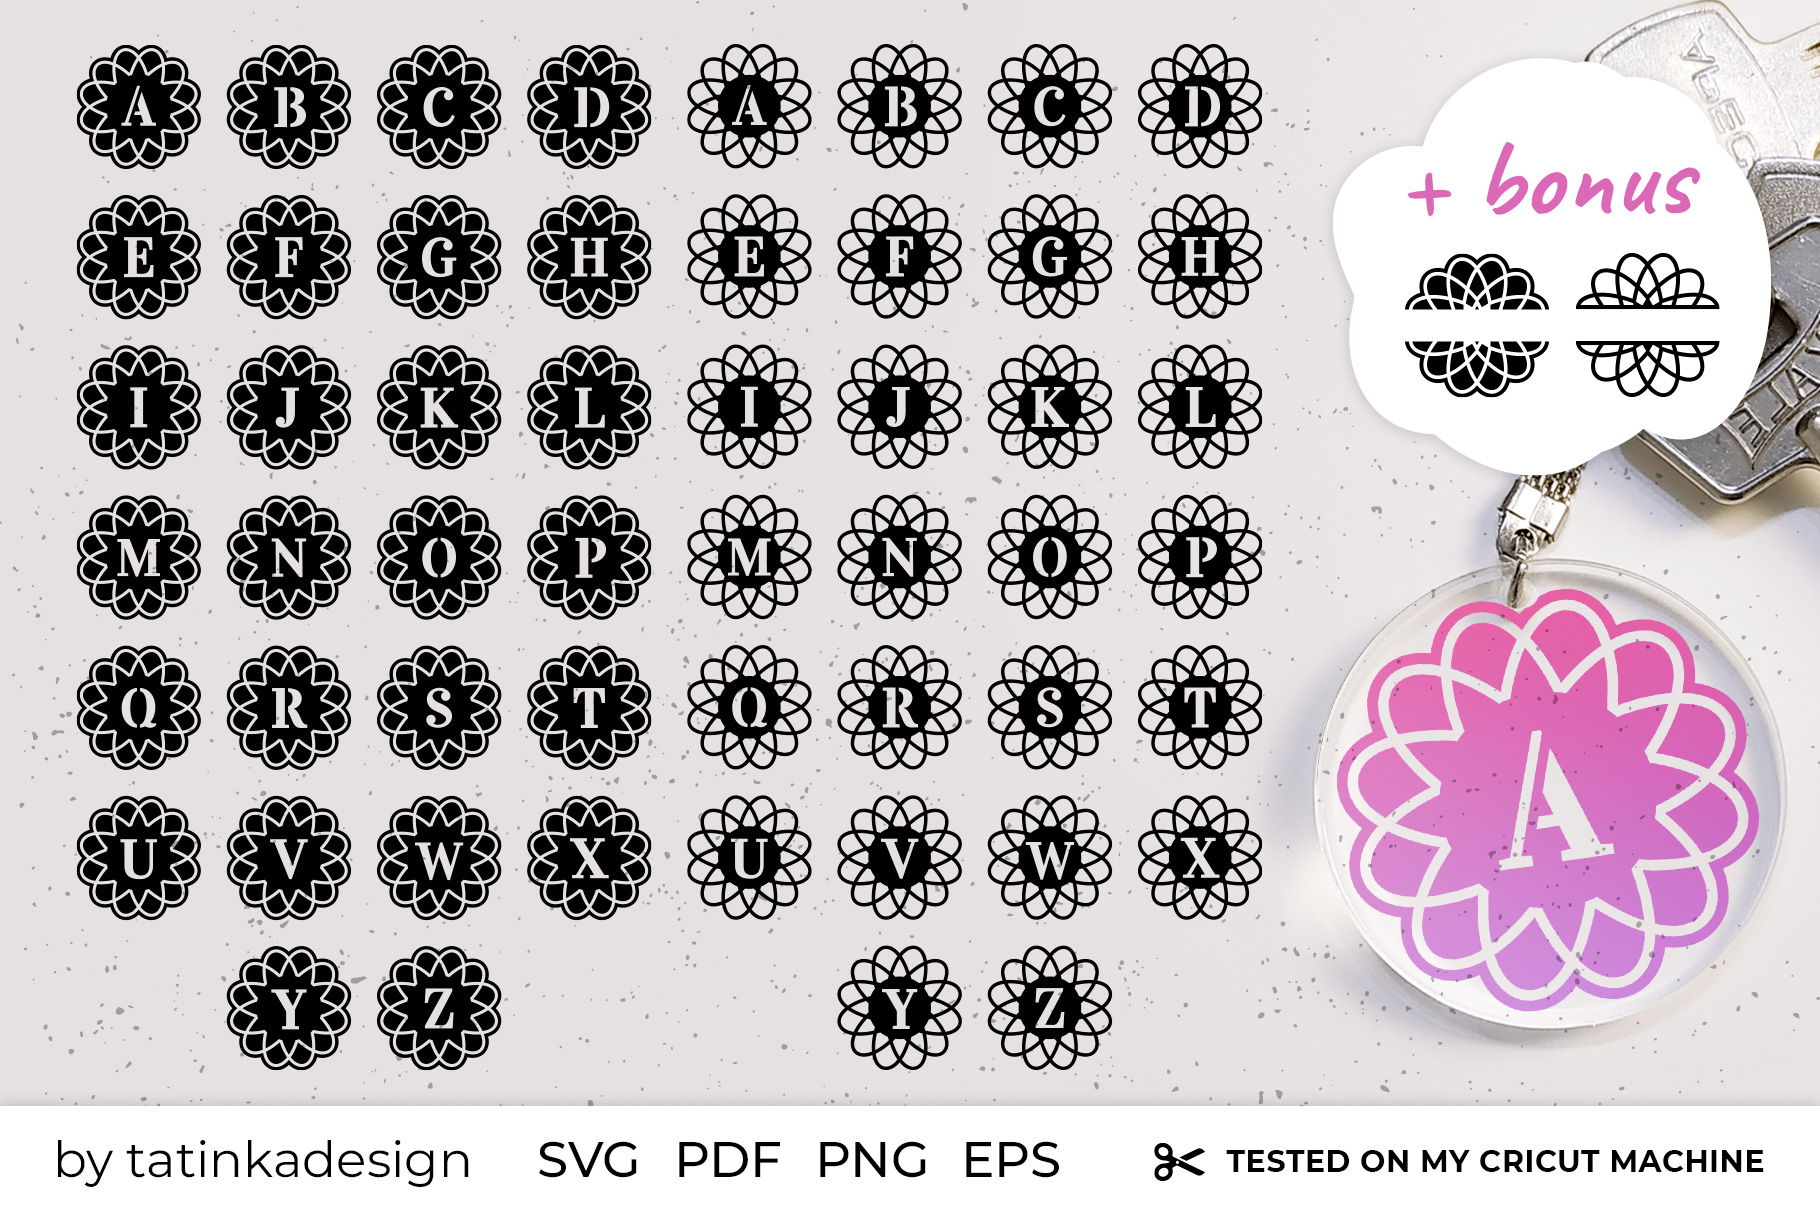 A B C D A B C D
E F G H E F G H
I J K L I J K L
M N O P M N O P
Q R S T Q R S T
U V W X U V W X
Y Z Y Z
+ bonus
A
by tatinkadesign SVG PDF PNG EPS TESTED ON MY CRICUT MACHINE